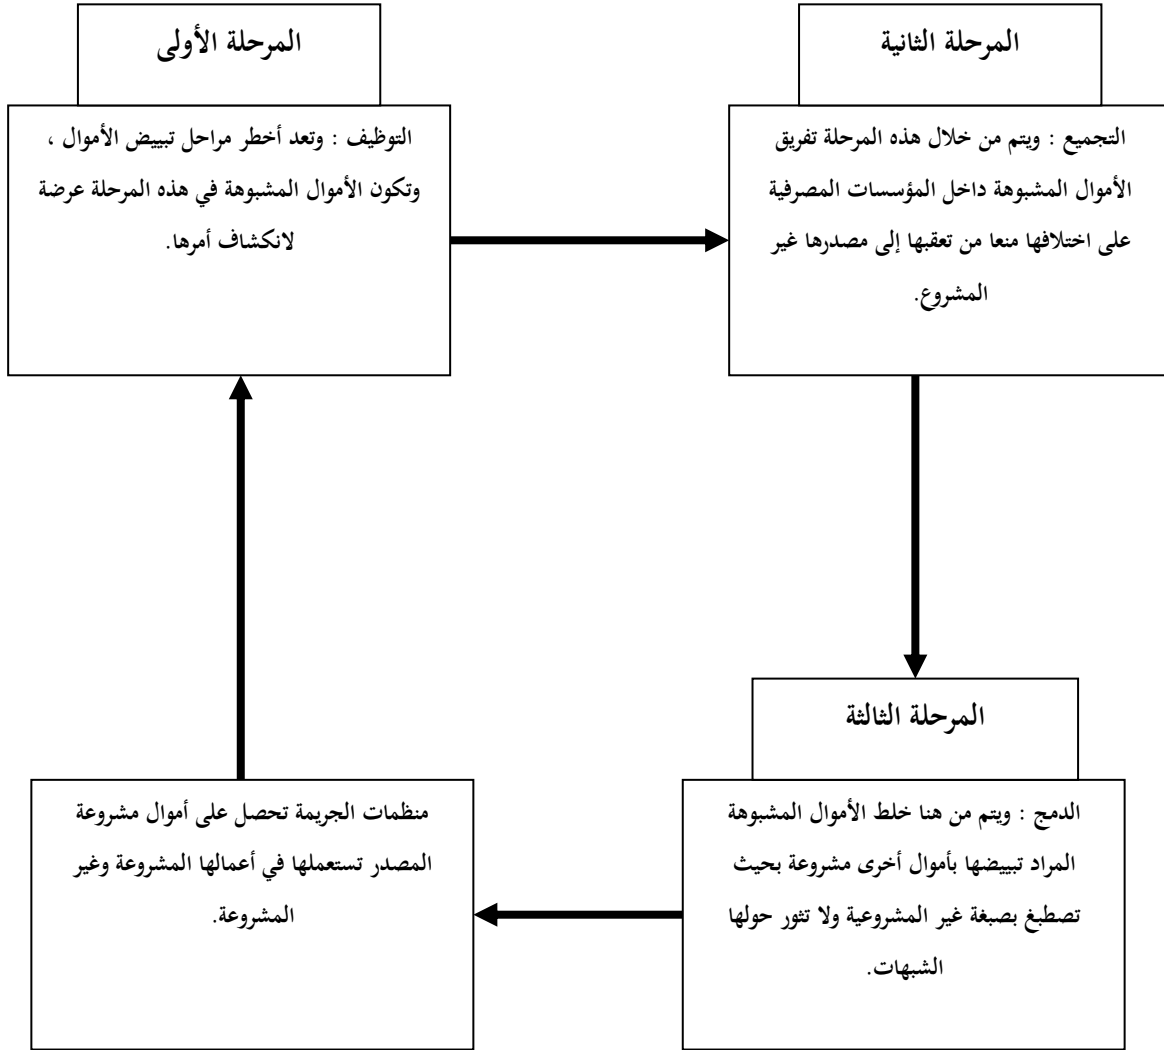 المرحلة الأولى
التوظيف : وتعد أخطر مراحل تبييض الأموال ،
وتكون الأموال المشبوهة في هذه المرحلة عرضة
لانكشاف أمرها.
المرحلة الثانية
التجميع : ويتم من خلال هذه المرحلة تفريق
الأموال المشبوهة داخل المؤسسات المصرفية
على اختلافها منعا من تعقبها إلى مصدرها غير
المشروع.
المرحلة الثالثة
الدمج : ويتم من هنا خلط الأموال المشبوهة
المراد تبييضها بأموال أخرى مشروعة بحيث
تصطبغ بصبغة غير المشروعية ولا تثور حولها
الشبهات.
منظمات الجريمة تحصل على أموال مشروعة
المصدر تستعملها في أعمالها المشروعة وغير
المشروعة.